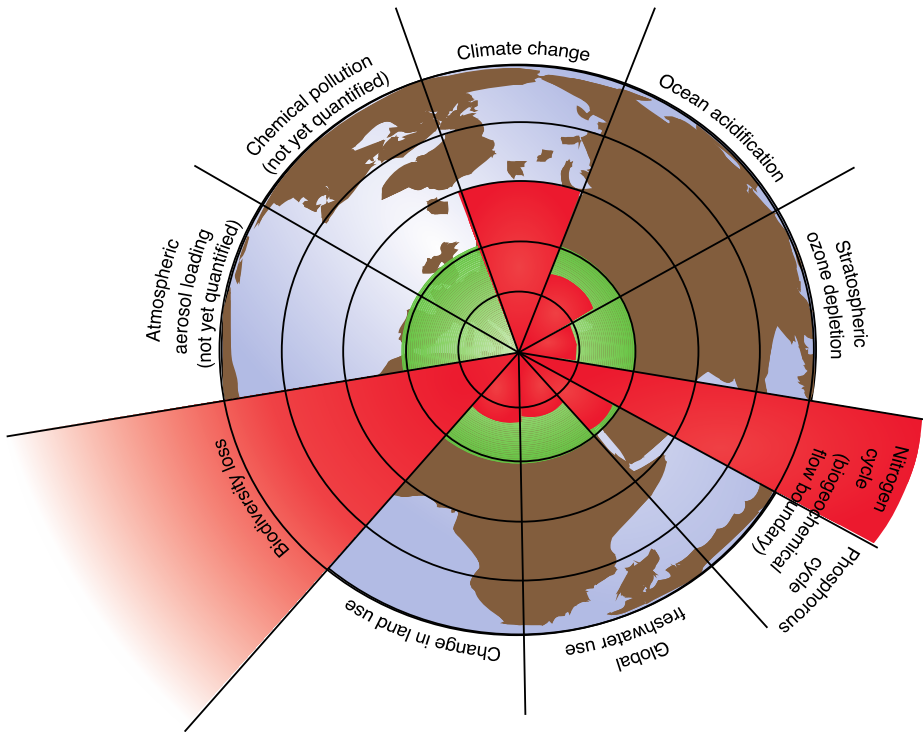 Climate change
Ocean acidification
Stratospheric
ozone depletion
Nitrogen
cycle
(biogeochemical
flow boundary)
Phosphorous
cycle
Global
freshwater use
Change in land use
Biodiversity loss
Atmospheric
aerosol loading
(not yet quantified)
Chemical pollution
(not yet quantified)